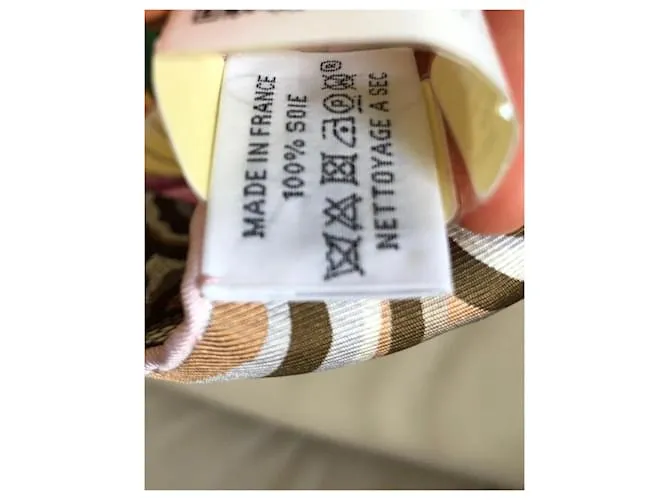 MADE IN FRANCE
100% SOIE
NETTOYAGE A SEC